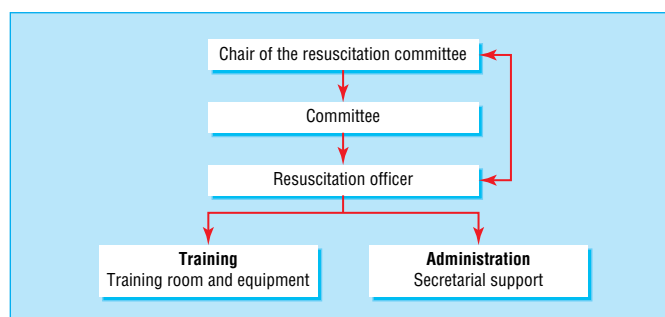 Chair of the resuscitation committee
Committee
Resuscitation officer
Training
Training room and equipment
Administration
Secretarial support